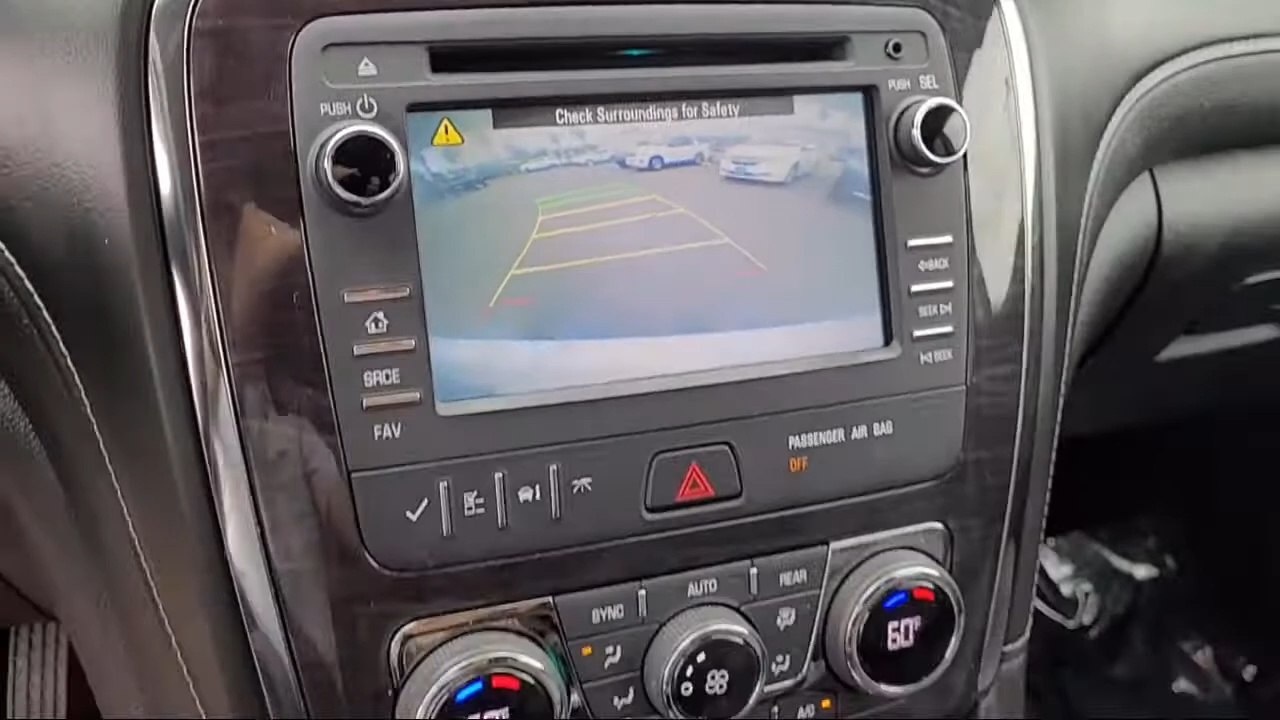 PUSH
PUSH SEL
Check Surroundings for Safety
BACK
SEEK
SEEK
SRCE
FAV
PASSENGER AIR BAG
OFF
SYNC
AUTO
REAR
60°
A/C